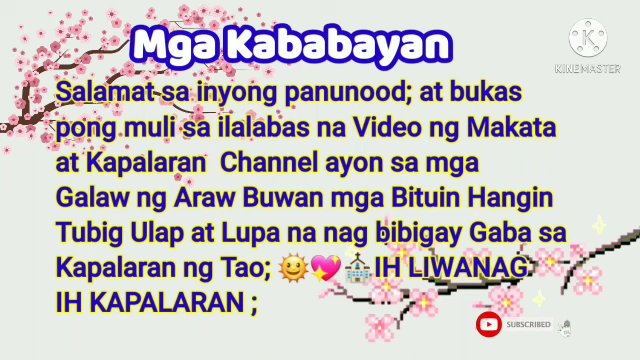 Mga Kababayan
KINEMASTER
Salamat sa inyong panunood; at bukas
pong muli sa ilalabas na Video ng Makata
at Kapalaran Channel ayon sa mga
Galaw ng Araw Buwan mga Bituin Hangin
Tubig Ulap at Lupa na nag bibigay Gaba sa
Kapalaran ng Tao; 🌞💖⛪IH LIWANAG.
IH KAPALARAN ;
SUBSCRIBED